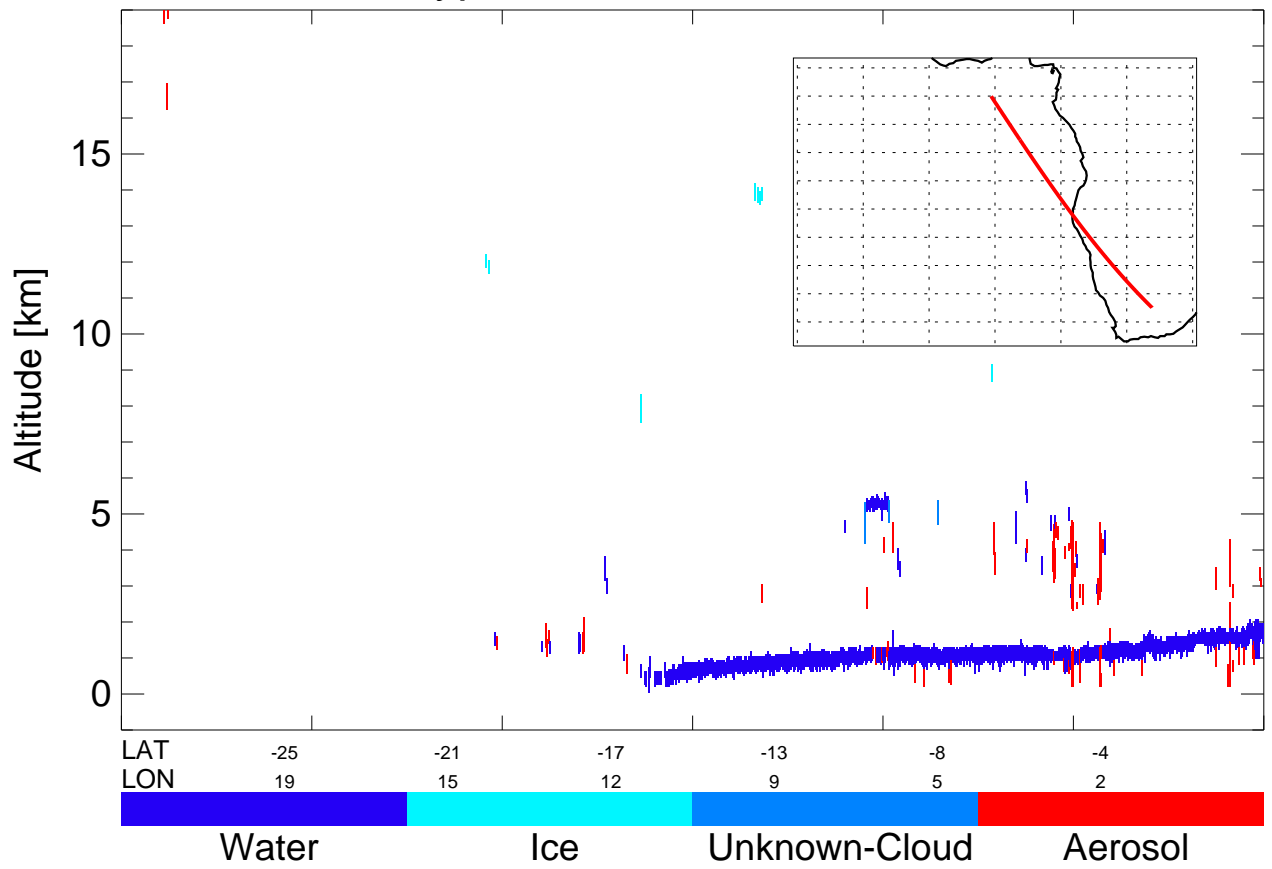 15
10
5
0
Altitude [km]
LAT -25 -21 -17 -13 -8 -4
LON 19 15 12 9 5 2
Water Ice Unknown-Cloud Aerosol